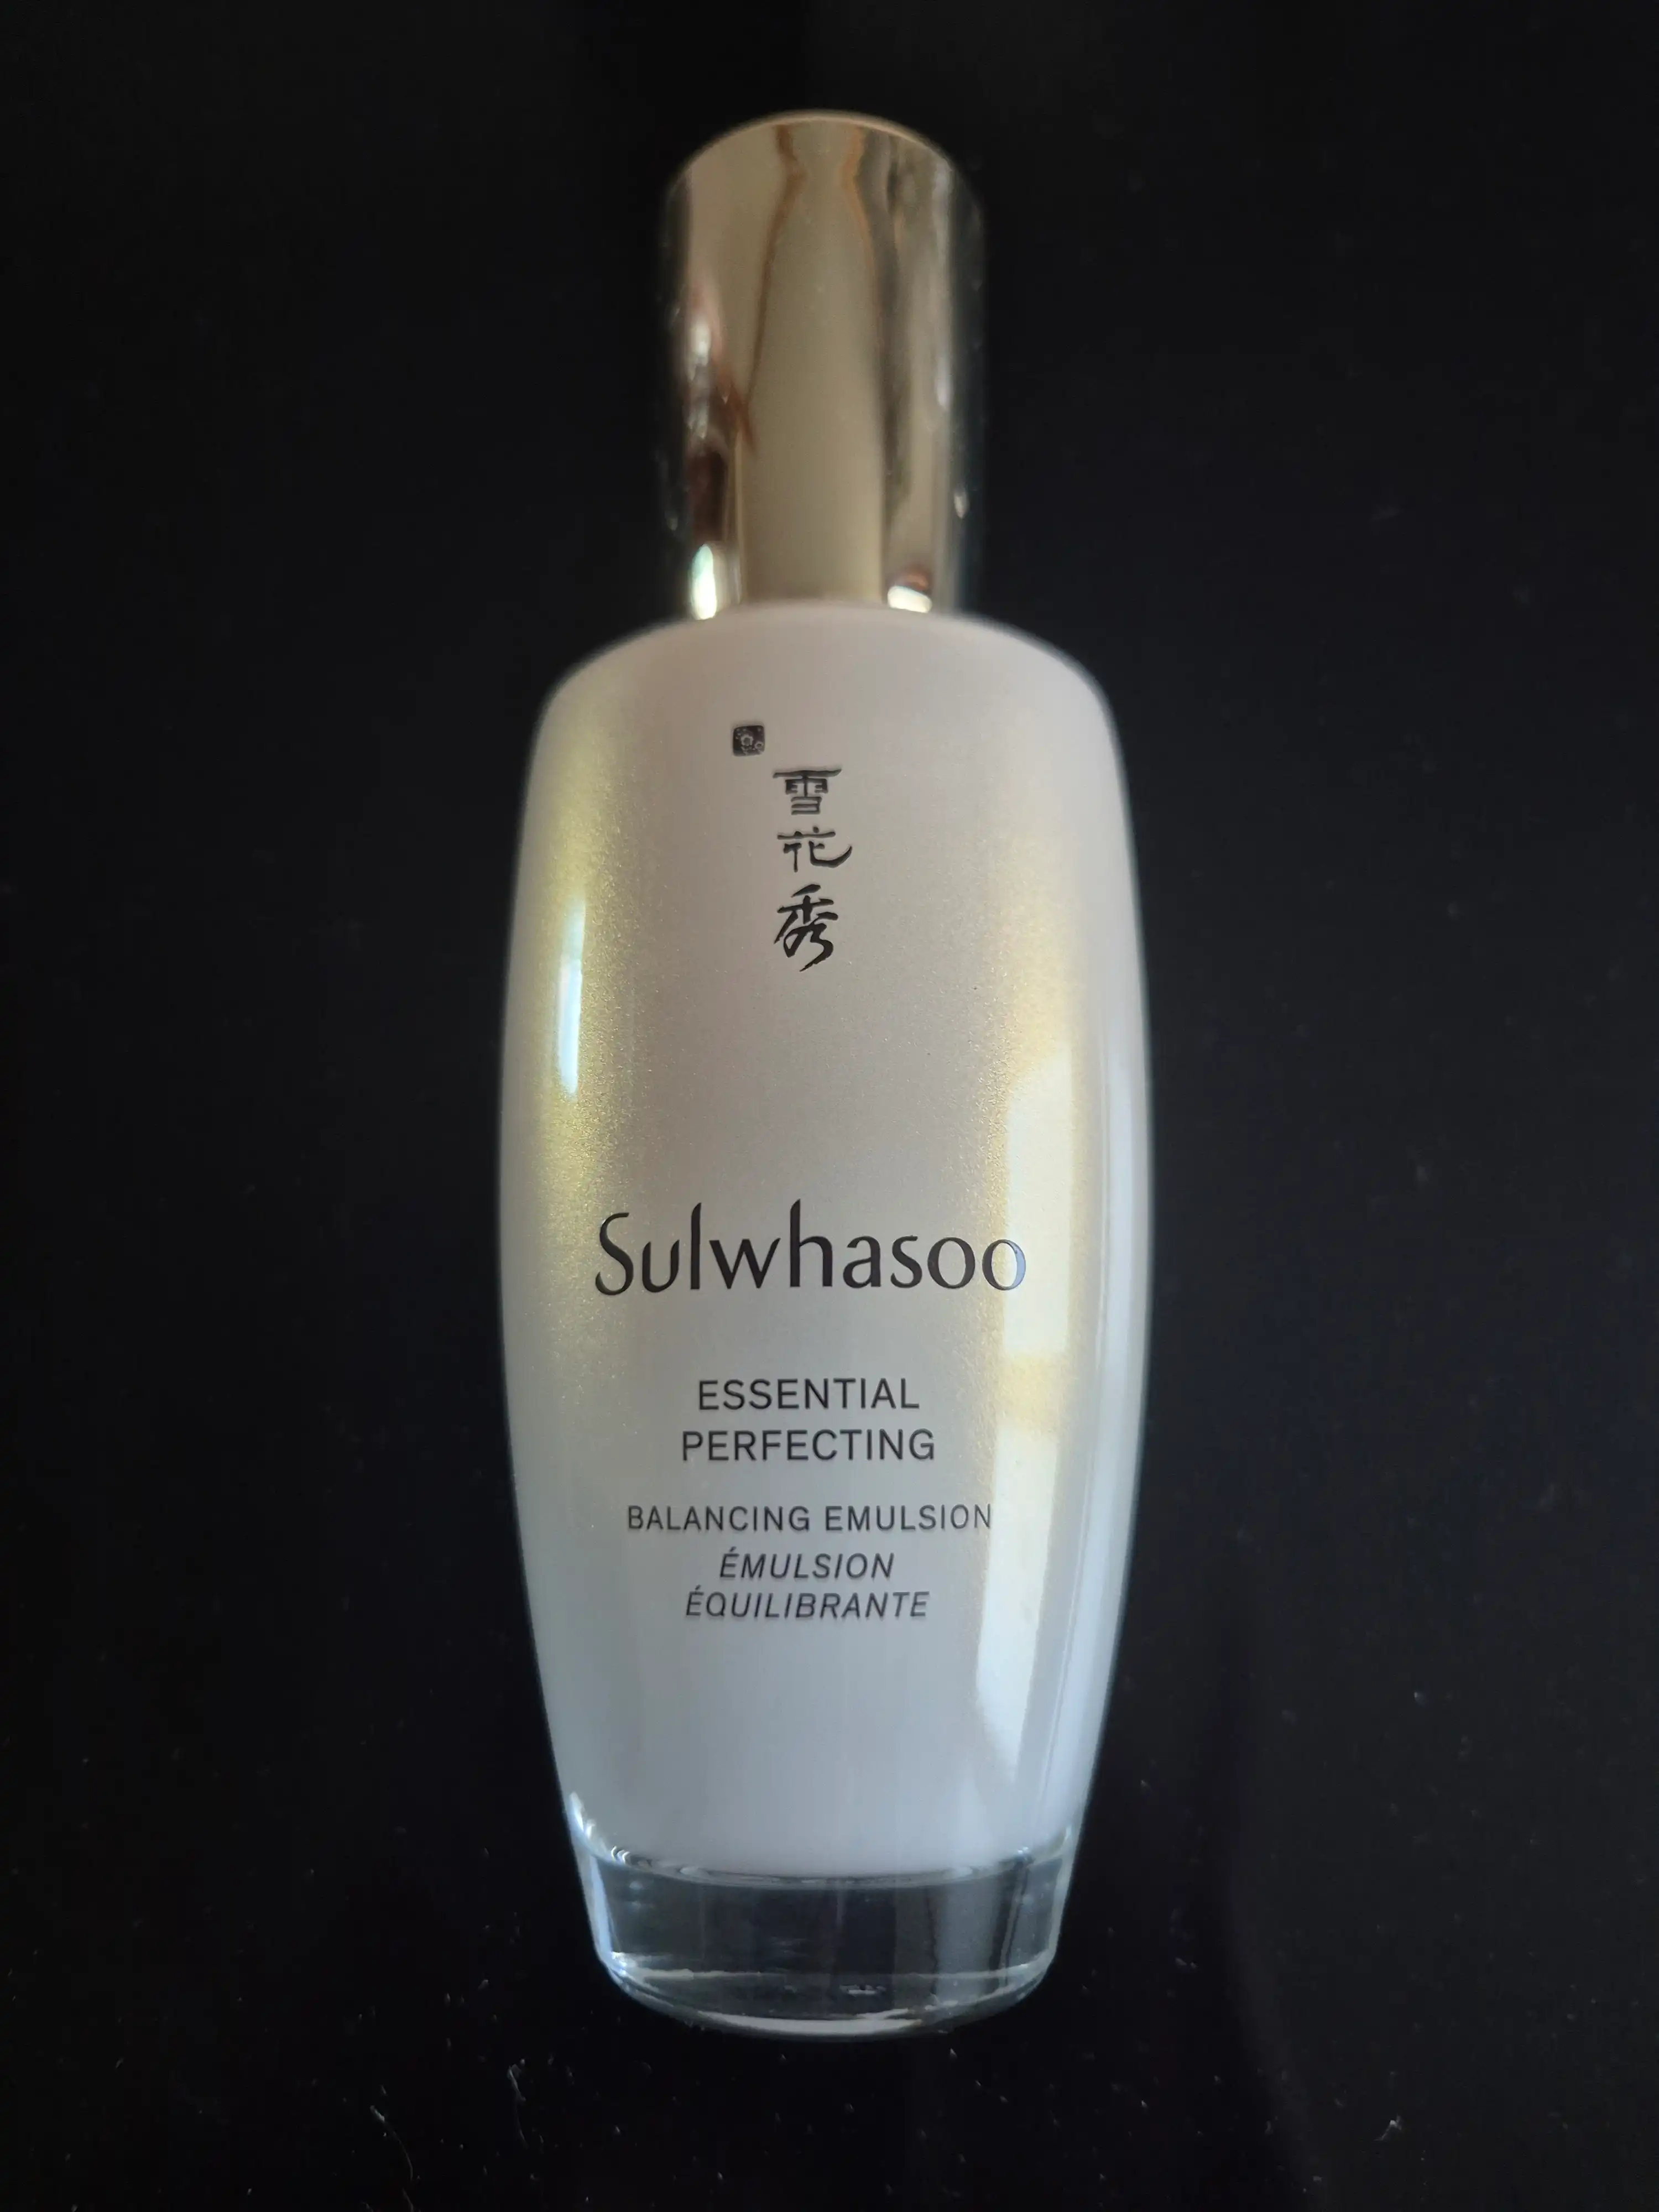 雪花秀
Sulwhasoo
ESSENTIAL
PERFECTING
BALANCING EMULSION
ÉMULSION
ÉQUILIBRANTE